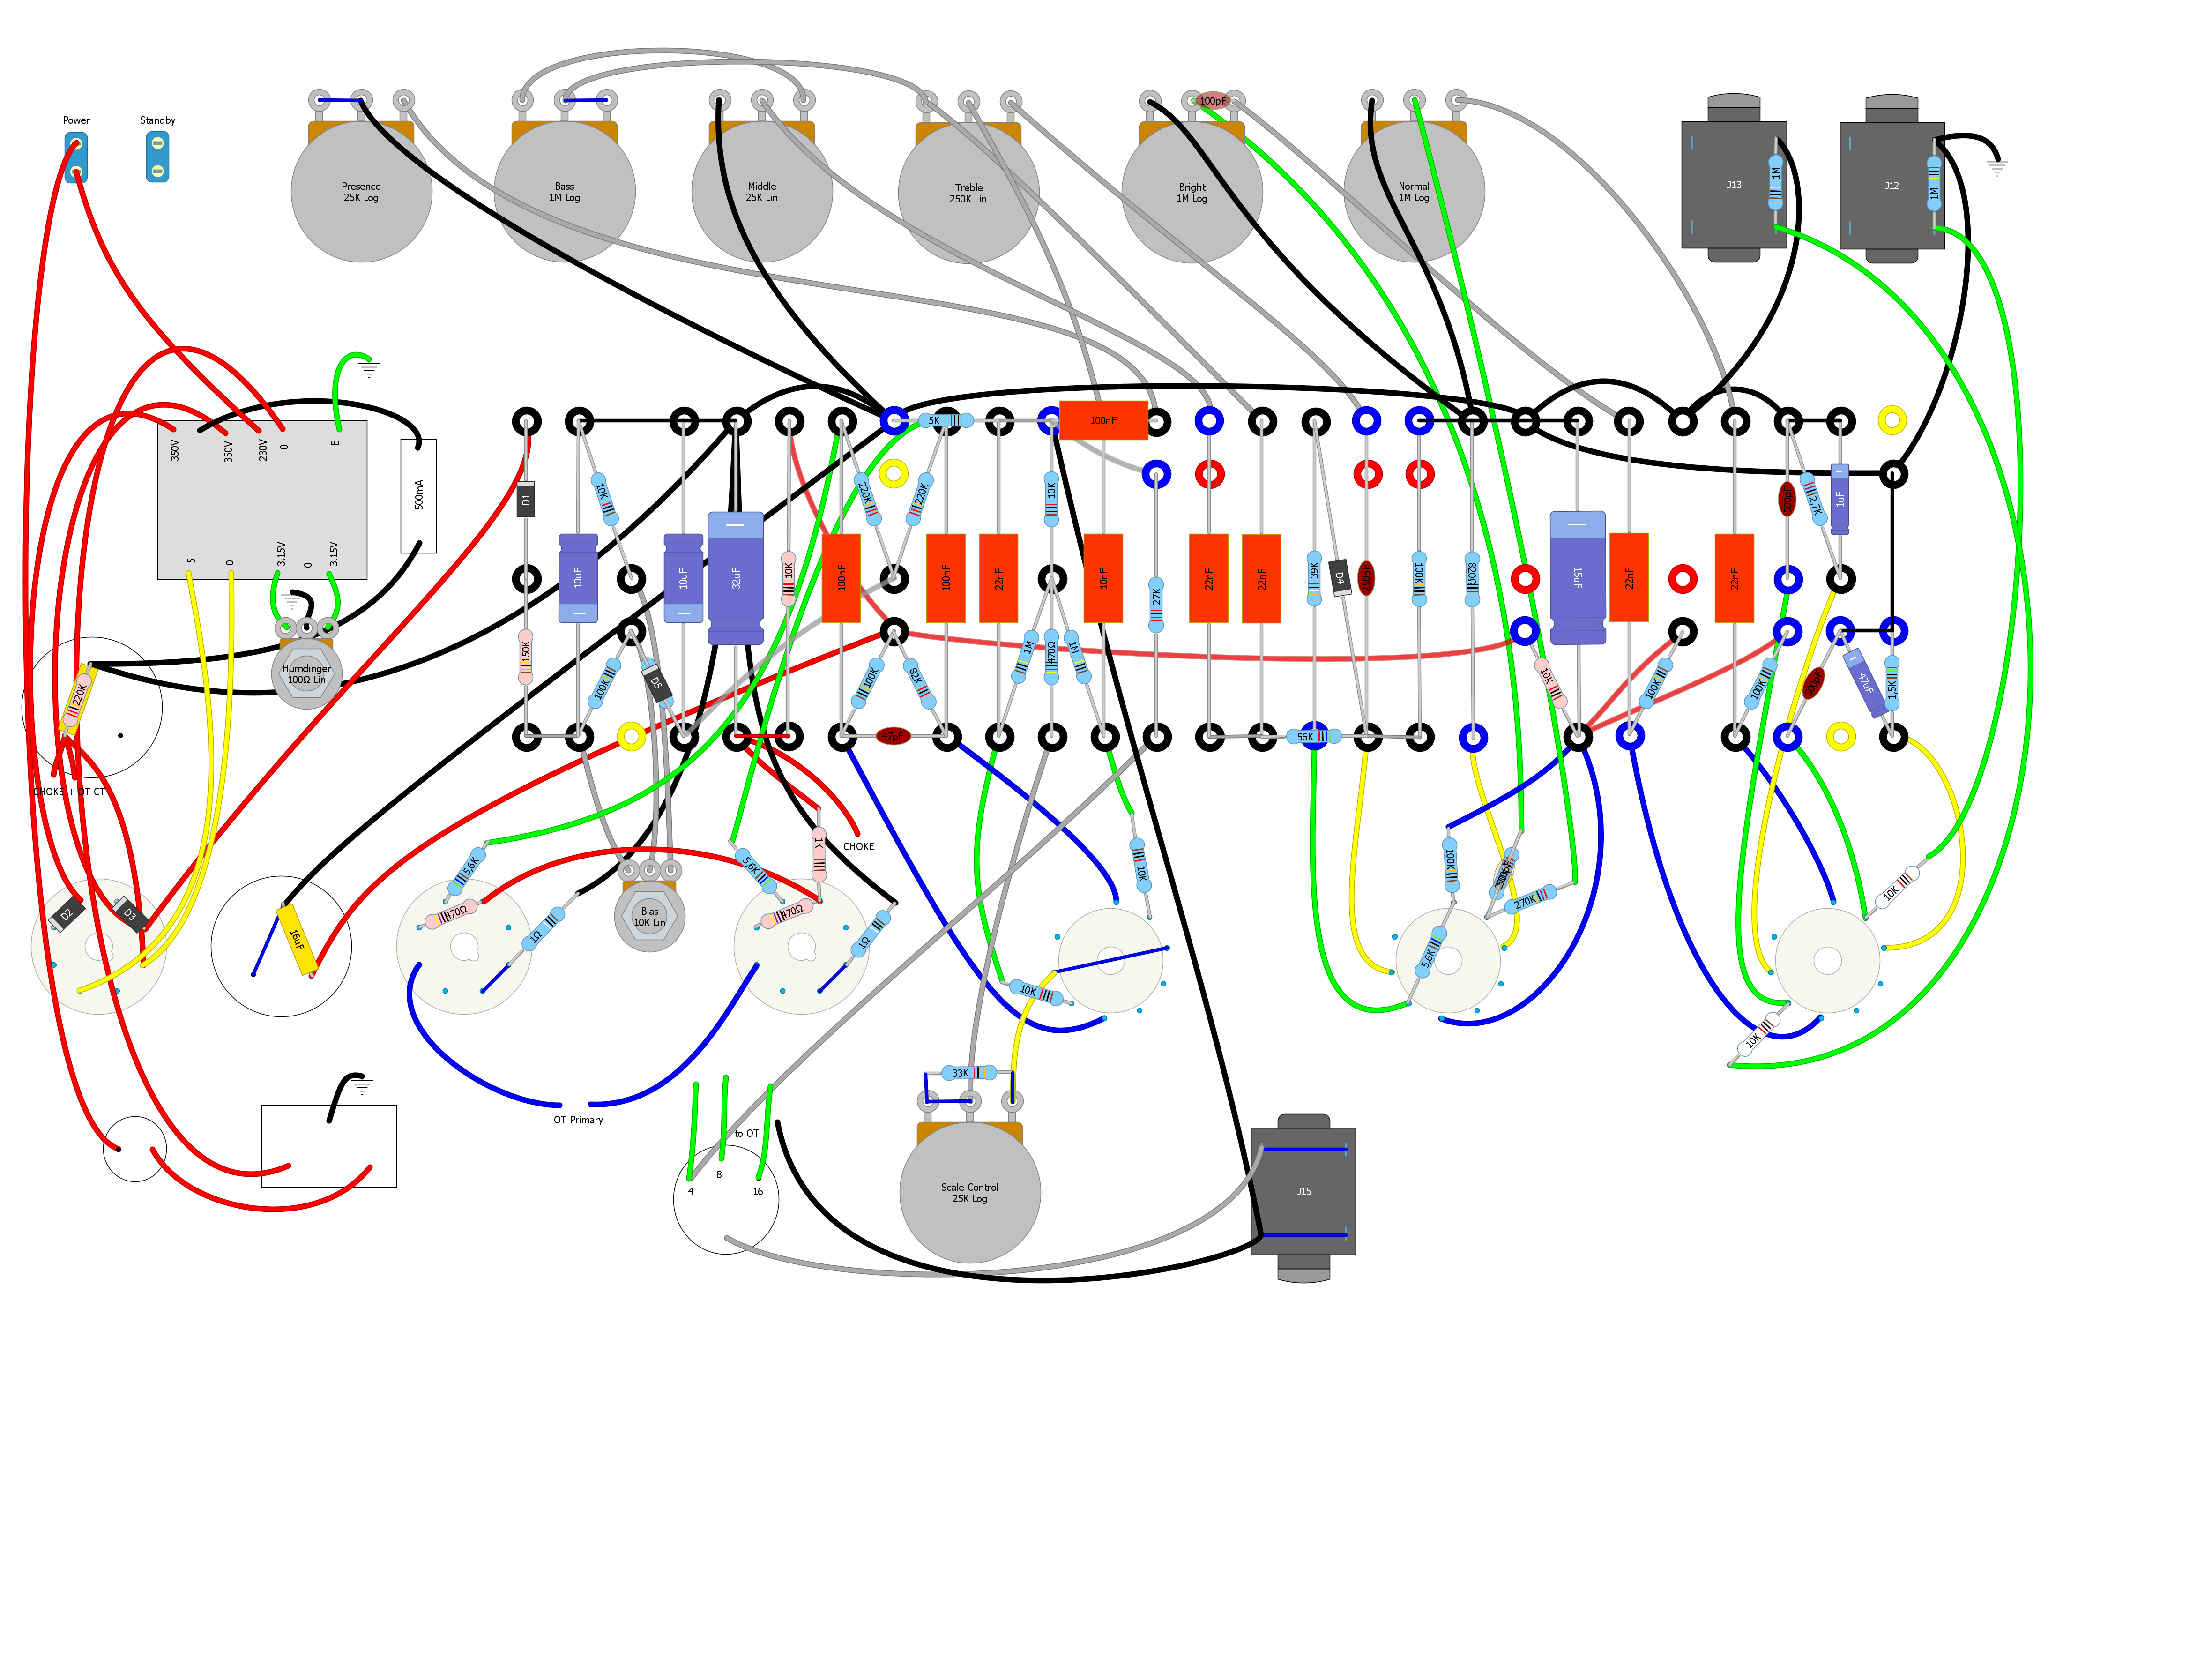 Power
Standby
Presence
25K Log
Bass
1M Log
Middle
25K Lin
Treble
250K Lin
Bright
1M Log
100pF
Normal
1M Log
J13
1M
J12
1M
350V
350V
230V
0
E
5
0
3.15V
0
3.15V
500mA
Humdinger
100Ω Lin
220K
CHOKE + OT CT
D1
150K
10uF
10K
100K
D5
10uF
32uF
10K
100nF
220K
220K
5K
100K
82K
47pF
100nF
22nF
10K
1M
470Ω
1M
100nF
10nF
27K
22nF
22nF
39K
56K
D4
250pF
100K
820Ω
10K
15uF
22nF
100K
22nF
500pF
2,7K
1uF
100K
500pF
47uF
1,5K
D2
D3
16uF
5,6K
470Ω
1Ω
Bias
10K Lin
5,6K
470Ω
1K
CHOKE
1Ω
10K
10K
100K
5,6K
270K
10K
10K
OT Primary
to OT
4
8
16
33K
Scale Control
25K Log
J15